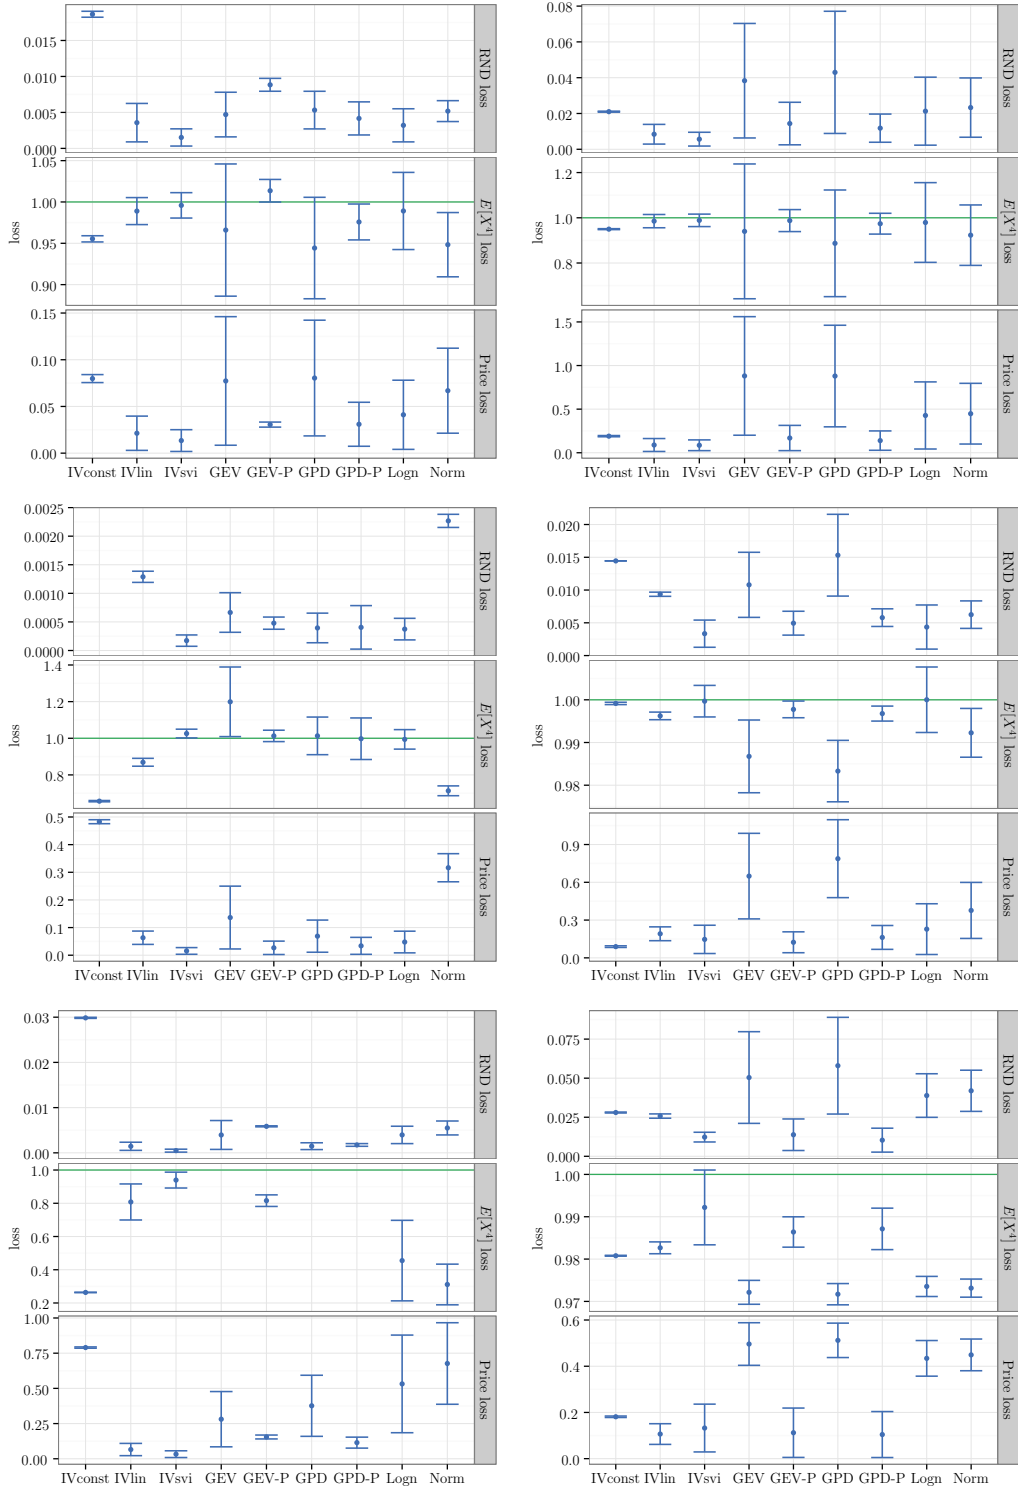 0.015
0.010
0.005
0.000
RND loss
1.05
1.00
0.95
0.90
E[X⁴] loss
loss
0.15
0.10
0.05
0.00
Price loss
IVconst IVlin IVsvi GEV GEV-P GPD GPD-P Logn Norm
0.08
0.06
0.04
0.02
0.00
RND loss
1.2
1.0
0.8
E[X⁴] loss
loss
1.5
1.0
0.5
0.0
Price loss
IVconst IVlin IVsvi GEV GEV-P GPD GPD-P Logn Norm
0.0025
0.0020
0.0015
0.0010
0.0005
0.0000
RND loss
1.4
1.2
1.0
0.8
E[X⁴] loss
loss
0.5
0.4
0.3
0.2
0.1
0.0
Price loss
IVconst IVlin IVsvi GEV GEV-P GPD GPD-P Logn Norm
0.020
0.015
0.010
0.005
0.000
RND loss
1.00
0.99
0.98
E[X⁴] loss
loss
0.9
0.6
0.3
0.0
Price loss
IVconst IVlin IVsvi GEV GEV-P GPD GPD-P Logn Norm
0.03
0.02
0.01
0.00
RND loss
1.0
0.8
0.6
0.4
0.2
E[X⁴] loss
loss
1.00
0.75
0.50
0.25
0.00
Price loss
IVconst IVlin IVsvi GEV GEV-P GPD GPD-P Logn Norm
0.075
0.050
0.025
0.000
RND loss
1.00
0.99
0.98
0.97
E[X⁴] loss
loss
0.6
0.4
0.2
0.0
Price loss
IVconst IVlin IVsvi GEV GEV-P GPD GPD-P Logn Norm